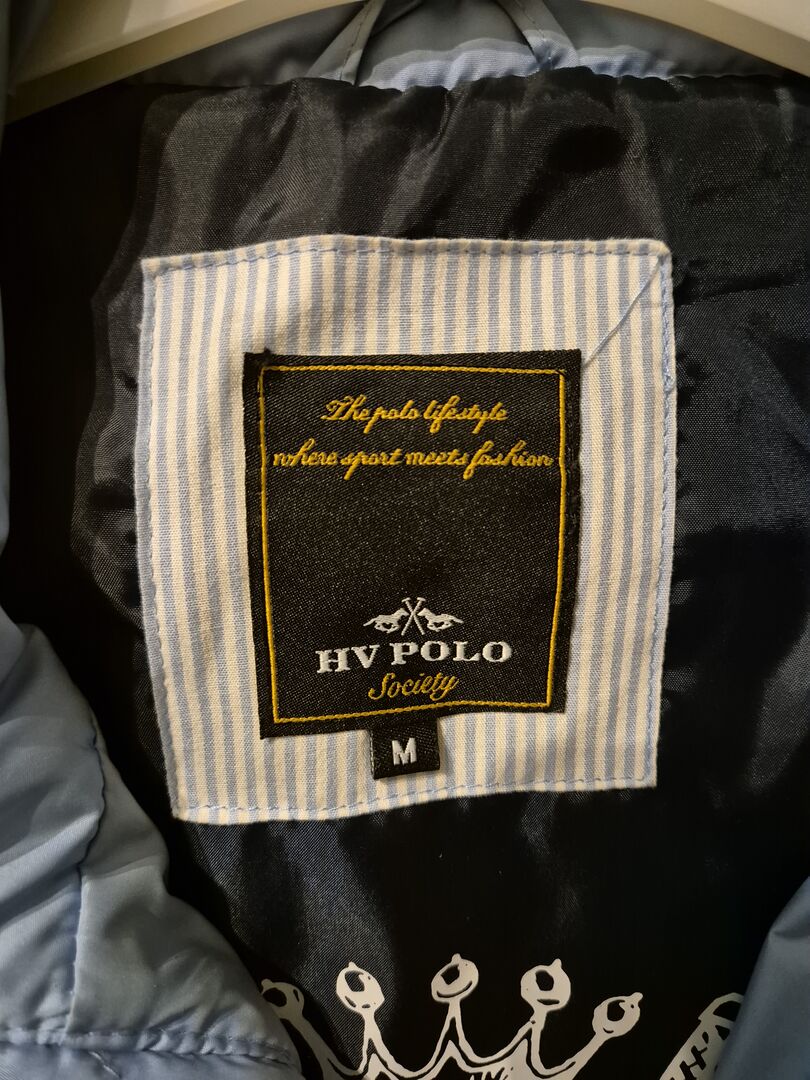 The polo lifestyle
where sport meets fashion
HV POLO
Society
M